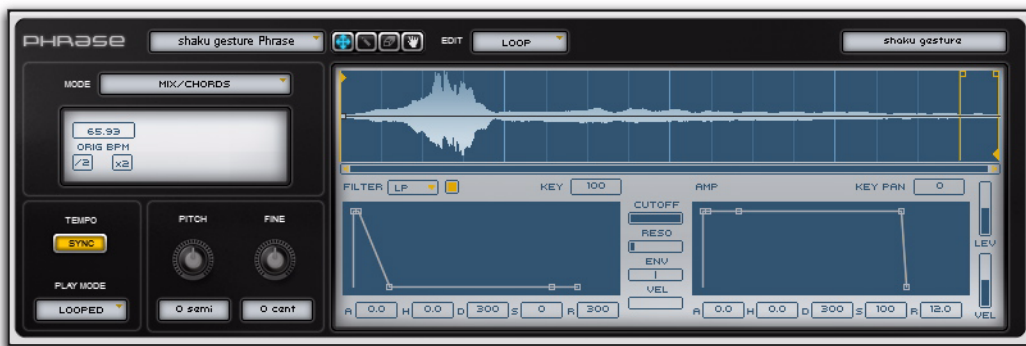 PHRASE
shaku gesture Phrase
EDIT
LOOP
shaku gesture
MODE
MIX/CHORDS
65.93
ORIG BPM
/2
x2
TEMPO
SYNC
PLAY MODE
LOOPED
PITCH
FINE
0 semi
0 cent
FILTER LP
KEY 100
AMP
KEY PAN 0
CUTOFF
RESO
ENV
VEL
LEV
VEL
A 0.0 H 0.0 D 300 S 0 R 300
A 0.0 H 0.0 D 300 S 100 R 12.0